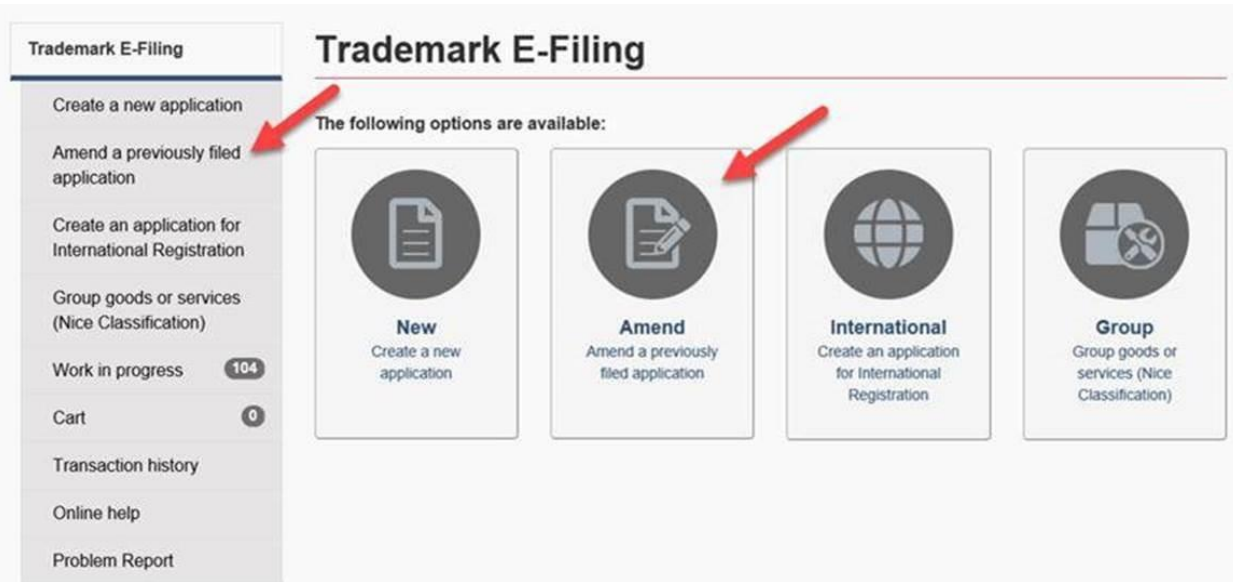 Trademark E-Filing
Create a new application
Amend a previously filed
application
Create an application for
International Registration
Group goods or services
(Nice Classification)
Work in progress 104
Cart 0
Transaction history
Online help
Problem Report
Trademark E-Filing
The following options are available:
New
Create a new
application
Amend
Amend a previously
filed application
International
Create an application
for International
Registration
Group
Group goods or
services (Nice
Classification)